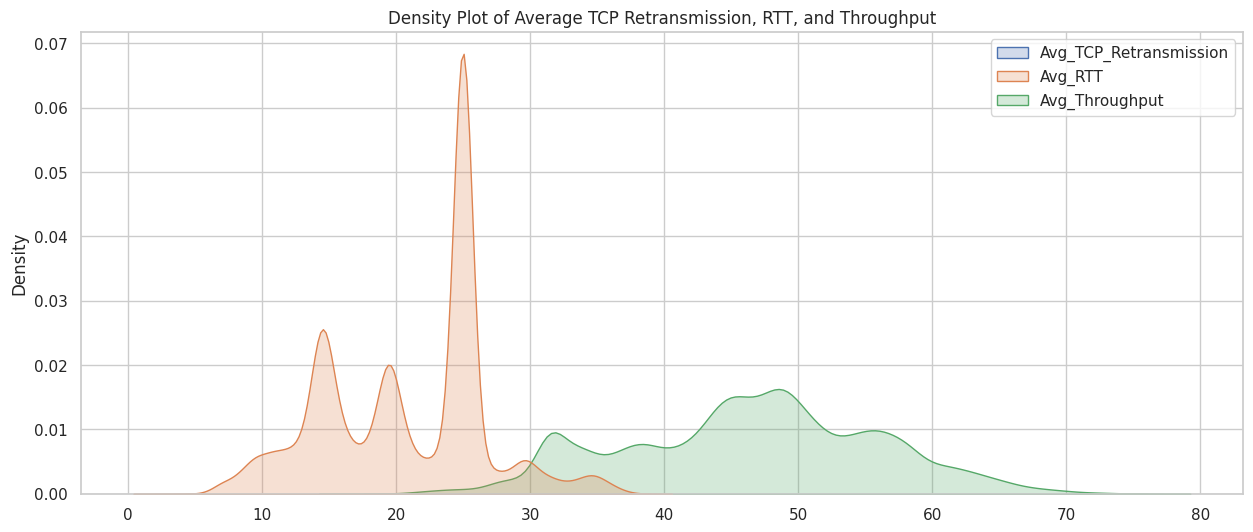 Density Plot of Average TCP Retransmission, RTT, and Throughput
Avg_TCP_Retransmission
Avg_RTT
Avg_Throughput
Density
0.07
0.06
0.05
0.04
0.03
0.02
0.01
0.00
0 10 20 30 40 50 60 70 80